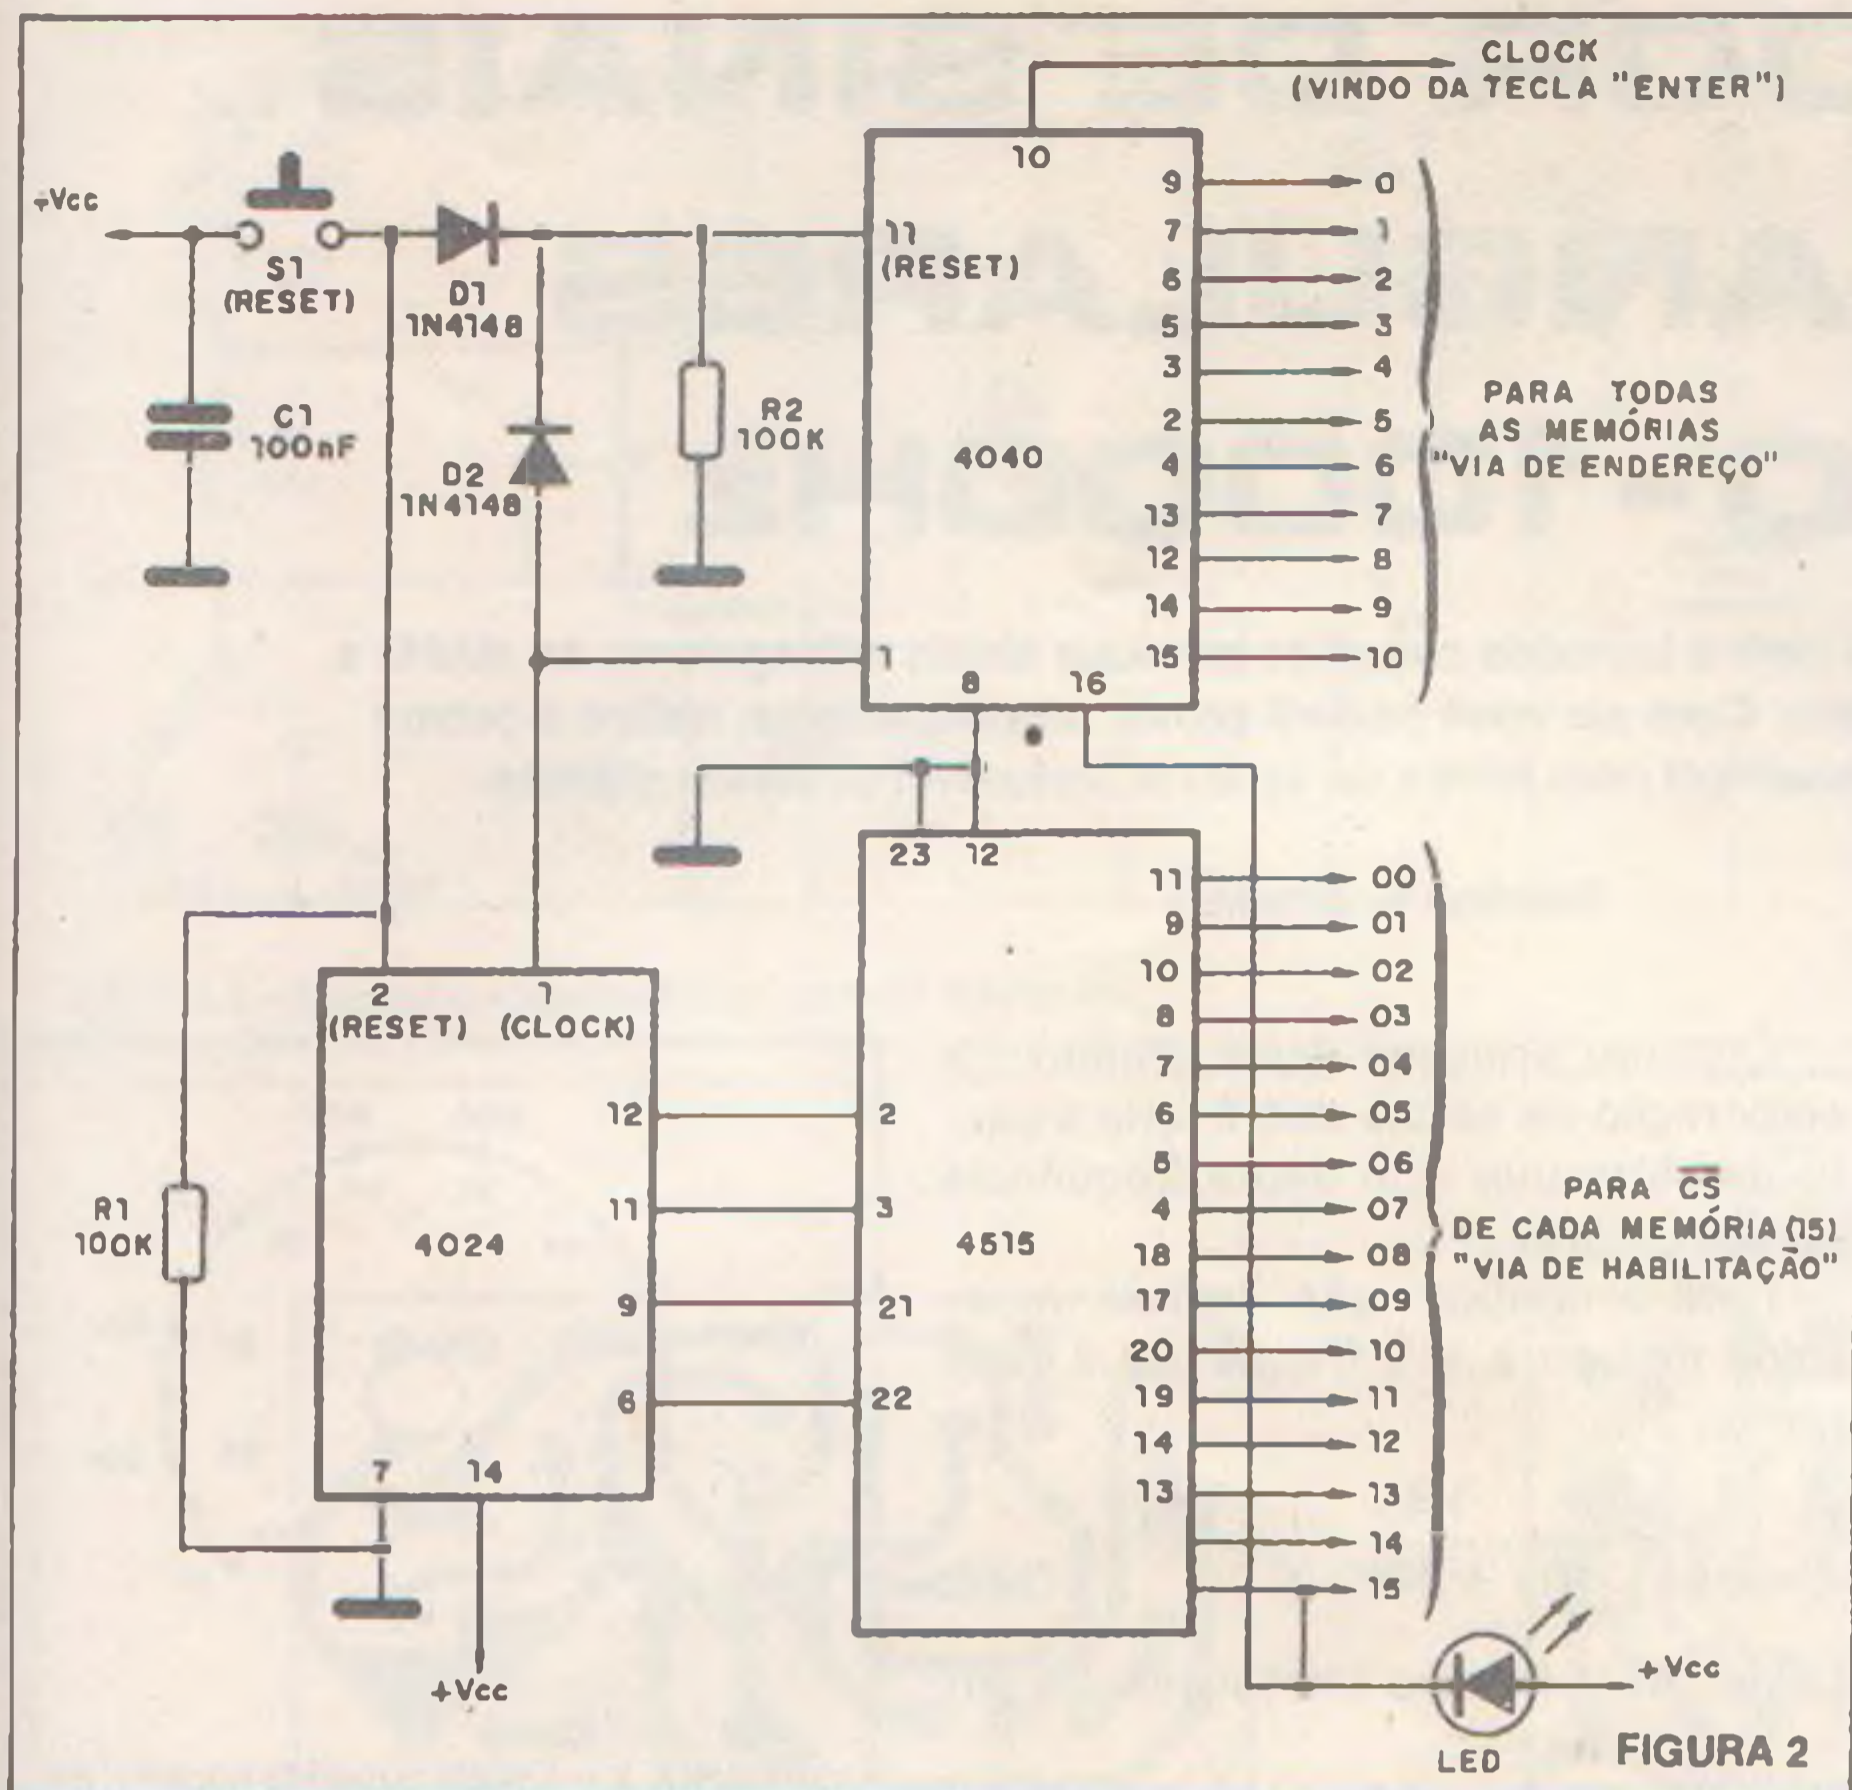 CLOCK
(VINDO DA TECLA "ENTER")
+Vcc
S1
(RESET)
D1
1N4148
C1
100nF
D2
1N4148
R2
100K
10
11
(RESET)
4040
1
8
16
9
7
6
5
3
2
4
13
12
14
15
0
1
2
3
4
5
6
7
8
9
10
PARA TODAS
AS MEMÓRIAS
"VIA DE ENDEREÇO"
2
(RESET)
1
(CLOCK)
R1
100K
4024
12
11
9
6
7
14
+Vcc
23
12
2
3
21
22
4515
11
9
10
8
7
6
5
4
18
17
20
19
14
13
00
01
02
03
04
05
06
07
08
09
10
11
12
13
14
15
PARA C̅S̅
DE CADA MEMÓRIA (15)
"VIA DE HABILITAÇÃO"
+Vcc
LED
FIGURA 2